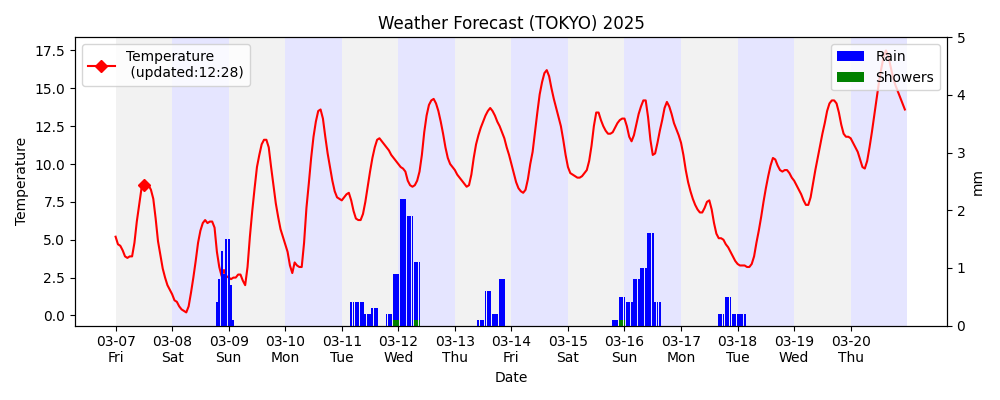 Weather Forecast (TOKYO) 2025
Temperature
(updated:12:28)
Rain
Showers
Temperature
17.5
15.0
12.5
10.0
7.5
5.0
2.5
0.0
5
4
3
2
1
0
mm
03-07 03-08 03-09 03-10 03-11 03-12 03-13 03-14 03-15 03-16 03-17 03-18 03-19 03-20
Fri Sat Sun Mon Tue Wed Thu Fri Sat Sun Mon Tue Wed Thu
Date